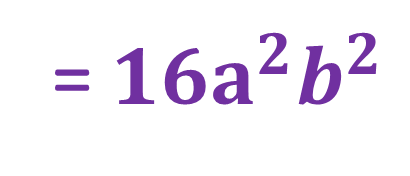 = 16a²b²